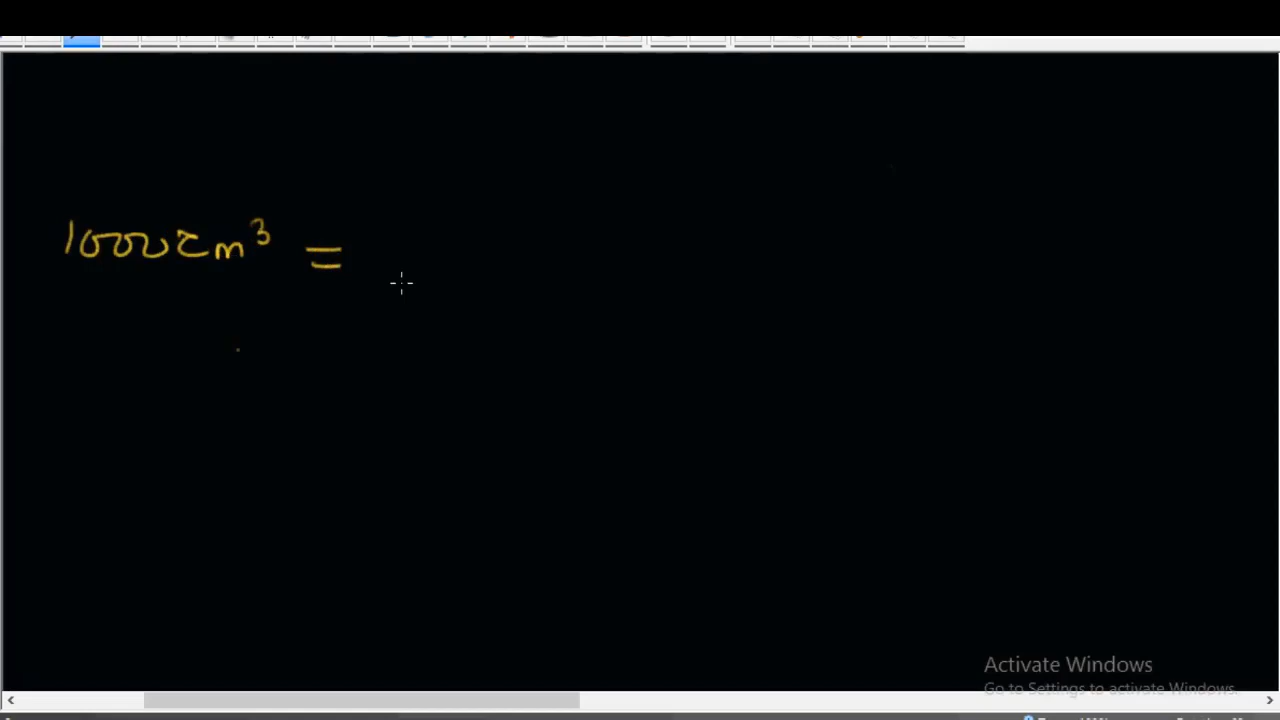 1000cm³ =
Activate Windows
Go to Settings to activate Windows.